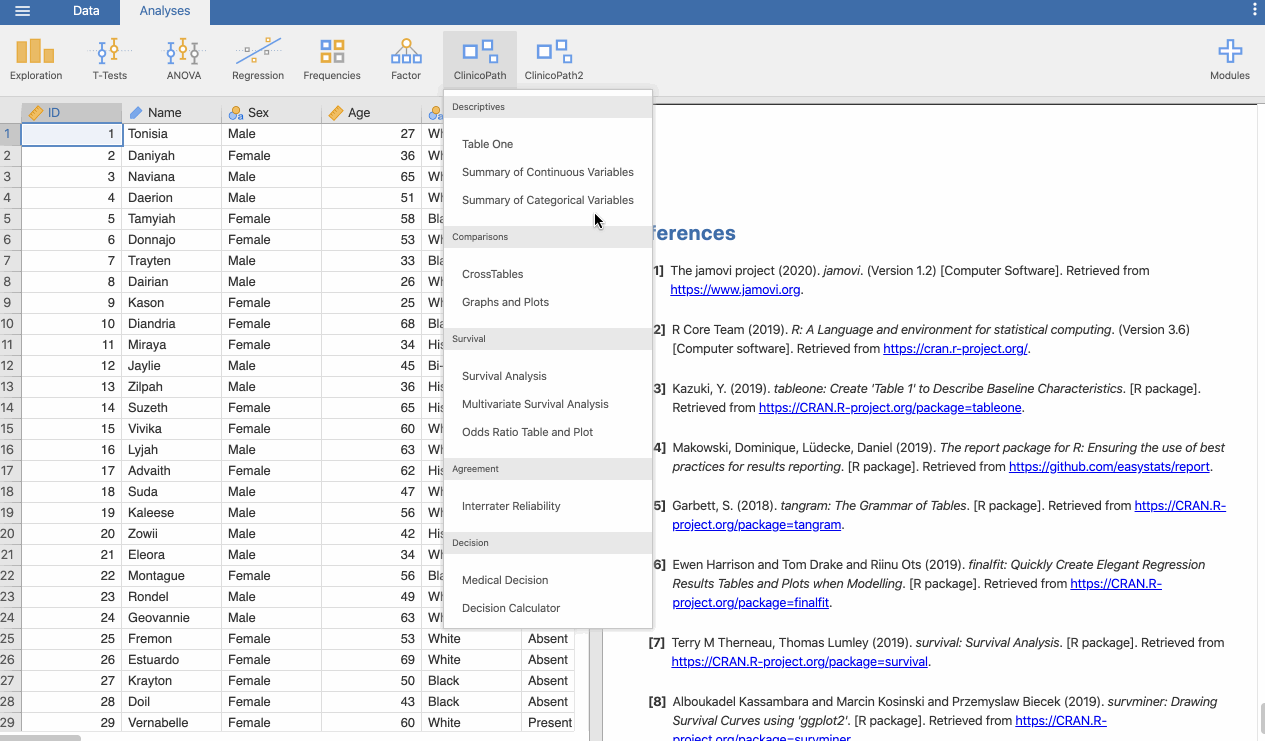 Data Analyses
Exploration T-Tests ANOVA Regression Frequencies Factor ClinicoPath ClinicoPath2 Modules
ID Name Sex Age
1 1 Tonisia Male 27 Wh
2 2 Daniyah Female 36 Wh
3 3 Naviana Male 65 Wh
4 4 Daerion Male 51 Wh
5 5 Tamyiah Female 58 Bla
6 6 Donnajo Female 53 Wh
7 7 Trayten Male 33 Bla
8 8 Dairian Male 26 Wh
9 9 Kason Female 25 Wh
10 10 Diandria Female 68 Bla
11 11 Miraya Female 34 His
12 12 Jaylie Male 45 Bi-
13 13 Zilpah Male 36 His
14 14 Suzeth Female 65 His
15 15 Vivika Female 60 Wh
16 16 Lyjah Male 63 Wh
17 17 Advaith Female 62 His
18 18 Suda Male 47 Wh
19 19 Kaleese Male 56 Wh
20 20 Zowii Male 42 His
21 21 Eleora Male 34 Wh
22 22 Montague Female 56 Bla
23 23 Rondel Male 49 Wh
24 24 Geovannie Male 63 Wh
25 25 Fremon Female 53 White Absent
26 26 Estuardo Female 69 White Absent
27 27 Krayton Female 50 Black Absent
28 28 Doil Female 43 Black Absent
29 29 Vernabelle Female 60 White Present
Descriptives
Table One
Summary of Continuous Variables
Summary of Categorical Variables
Comparisons
CrossTables
Graphs and Plots
Survival
Survival Analysis
Multivariate Survival Analysis
Odds Ratio Table and Plot
Agreement
Interrater Reliability
Decision
Medical Decision
Decision Calculator
ferences
1] The jamovi project (2020). jamovi. (Version 1.2) [Computer Software]. Retrieved from
https://www.jamovi.org.
2] R Core Team (2019). R: A Language and environment for statistical computing. (Version 3.6)
[Computer software]. Retrieved from https://cran.r-project.org/.
3] Kazuki, Y. (2019). tableone: Create 'Table 1' to Describe Baseline Characteristics. [R package].
Retrieved from https://CRAN.R-project.org/package=tableone.
4] Makowski, Dominique, Lüdecke, Daniel (2019). The report package for R: Ensuring the use of best
practices for results reporting. [R package]. Retrieved from https://github.com/easystats/report.
5] Garbett, S. (2018). tangram: The Grammar of Tables. [R package]. Retrieved from https://CRAN.R-
project.org/package=tangram.
6] Ewen Harrison and Tom Drake and Riinu Ots (2019). finalfit: Quickly Create Elegant Regression
Results Tables and Plots when Modelling. [R package]. Retrieved from https://CRAN.R-
project.org/package=finalfit.
[7] Terry M Therneau, Thomas Lumley (2019). survival: Survival Analysis. [R package]. Retrieved from
https://CRAN.R-project.org/package=survival.
[8] Alboukadel Kassambara and Marcin Kosinski and Przemyslaw Biecek (2019). survminer: Drawing
Survival Curves using 'ggplot2'. [R package]. Retrieved from https://CRAN.R-
project.org/package=survminer.